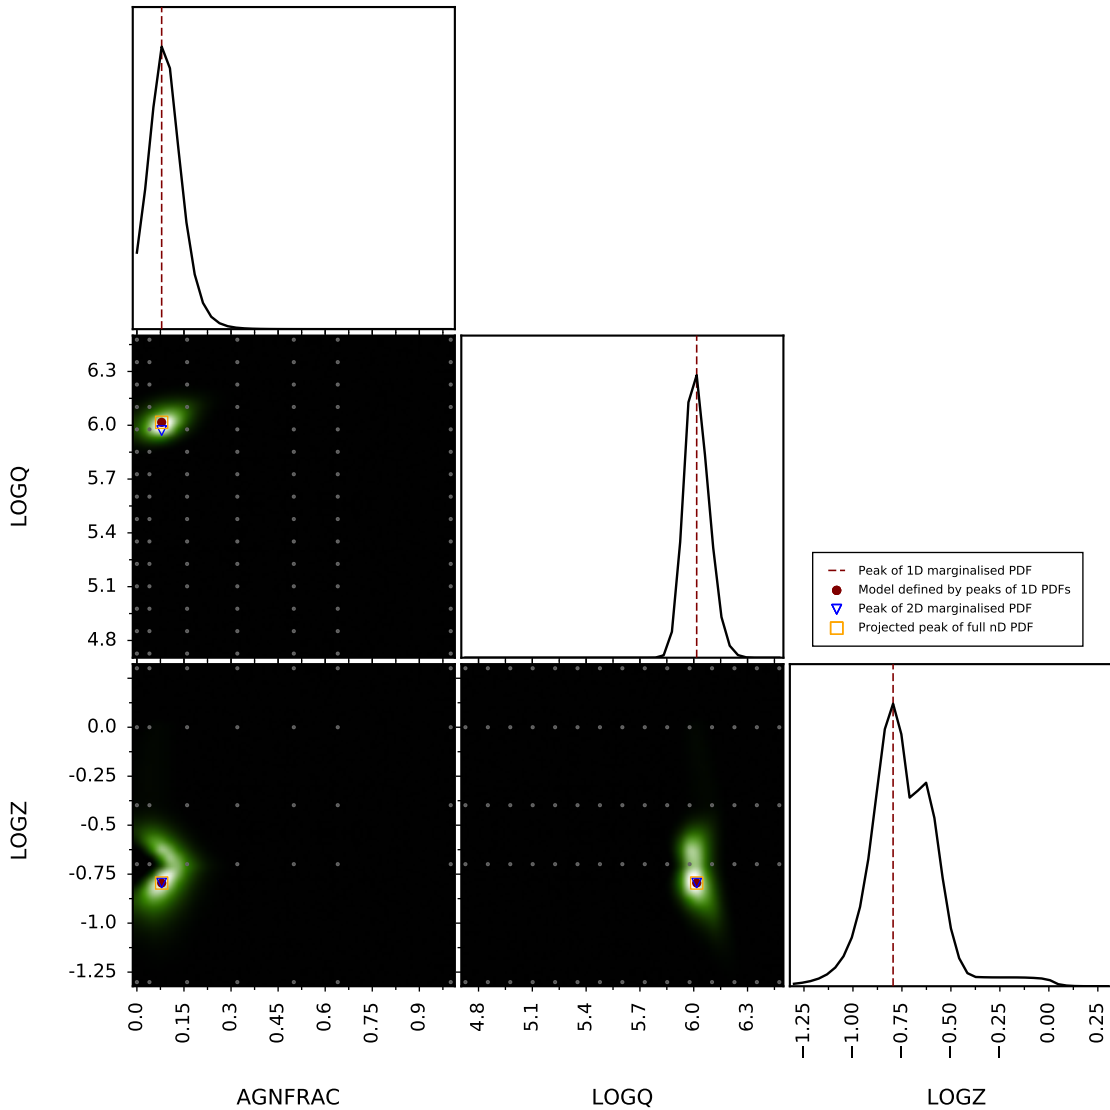 6.3
6.0
5.7
5.4
5.1
4.8
LOGQ
Peak of 1D marginalised PDF
Model defined by peaks of 1D PDFs
Peak of 2D marginalised PDF
Projected peak of full nD PDF
0.0
-0.25
-0.5
-0.75
-1.0
-1.25
LOGZ
0.0 0.15 0.3 0.45 0.6 0.75 0.9
4.8 5.1 5.4 5.7 6.0 6.3
−1.25 −1.00 −0.75 −0.50 −0.25 0.00 0.25
AGNFRAC LOGQ LOGZ